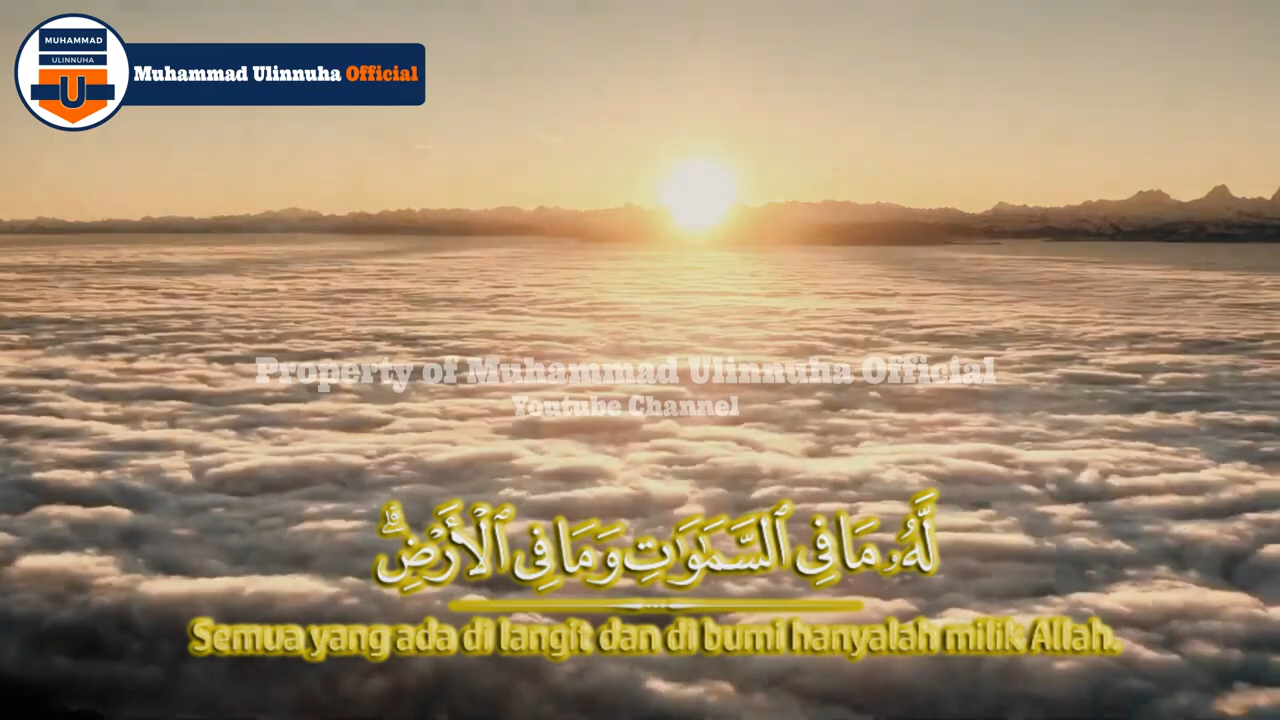 MUHAMMAD
ULINNUHA
U
Muhammad Ulinnuha Official
Property of Muhammad Ulinnuha Official
Youtube Channel
لَّهُۥ مَا فِى ٱلسَّمَٰوَٰتِ وَمَا فِى ٱلْأَرْضِ ۗ
Semua yang ada di langit dan di bumi hanyalah milik Allah.